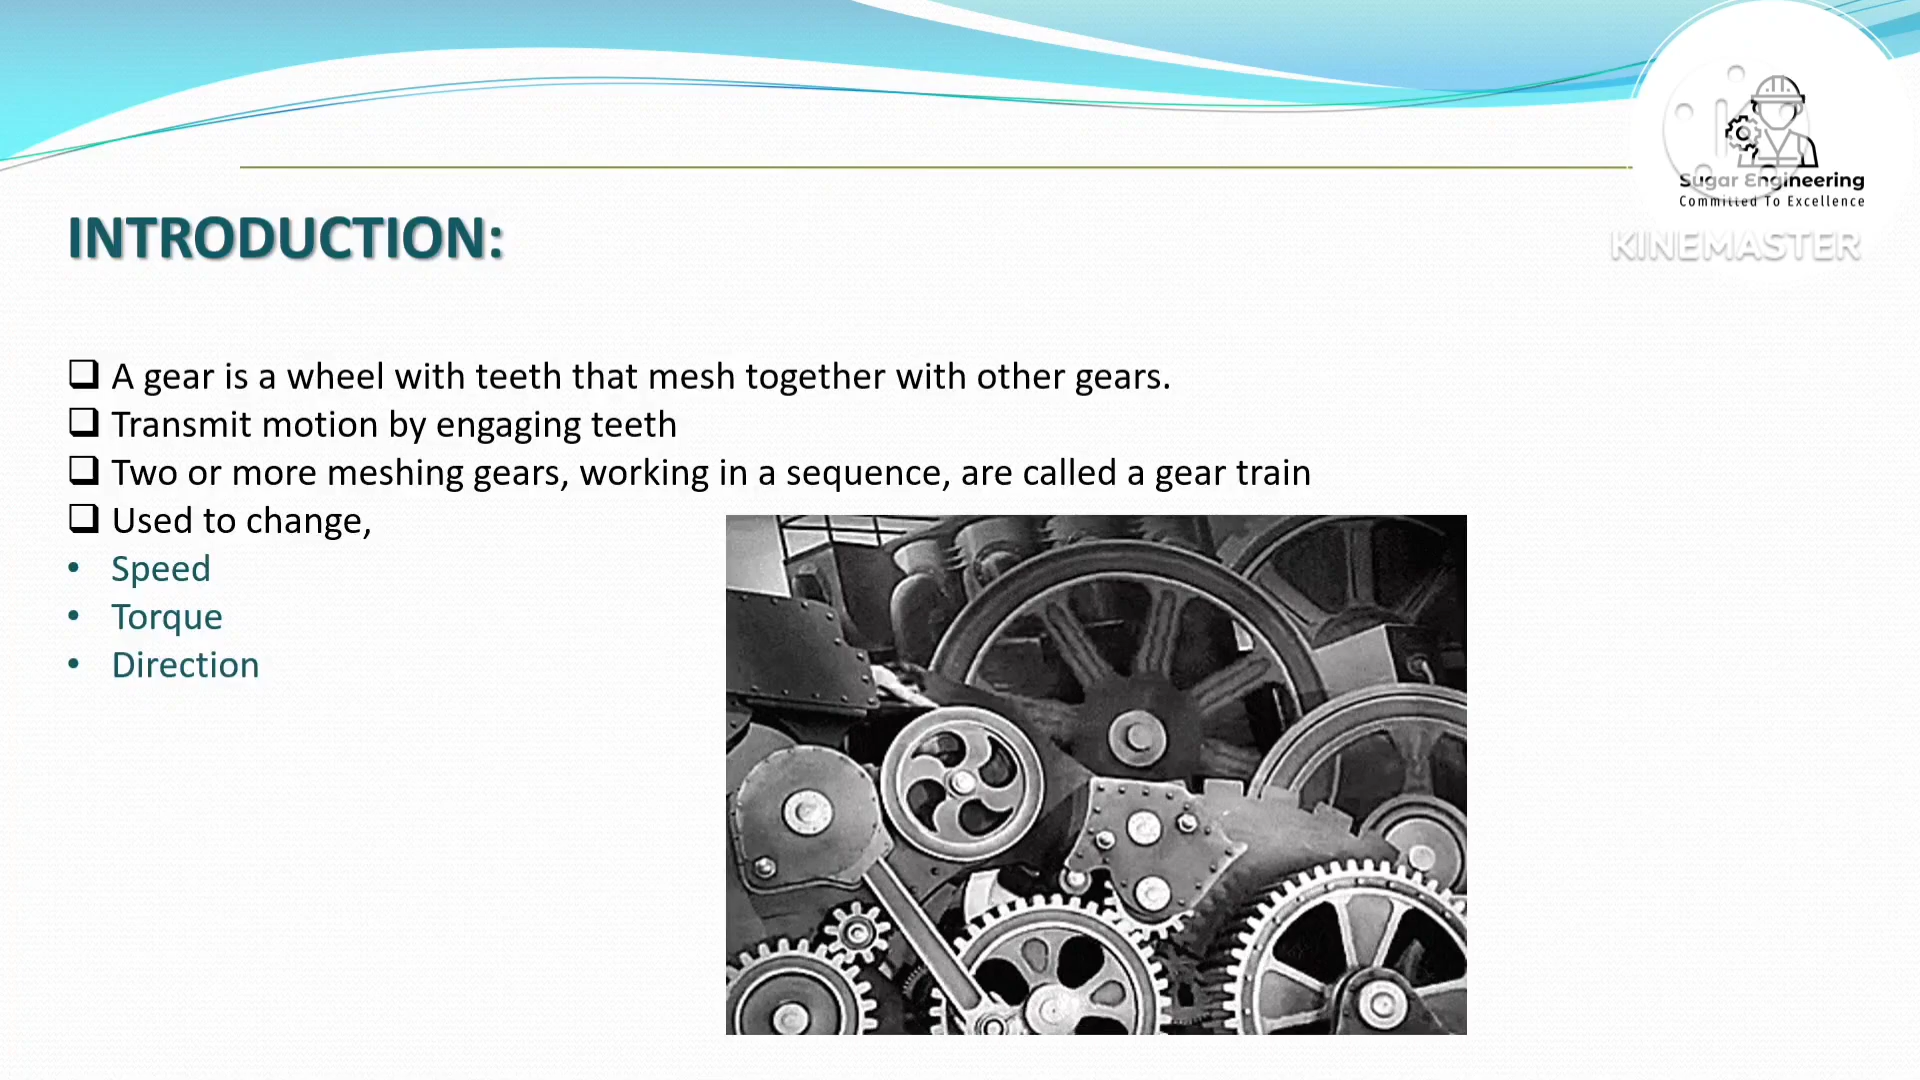 Sugar Engineering
Committed To Excellence
KINEMASTER
INTRODUCTION:
❑ A gear is a wheel with teeth that mesh together with other gears.
❑ Transmit motion by engaging teeth
❑ Two or more meshing gears, working in a sequence, are called a gear train
❑ Used to change,
• Speed
• Torque
• Direction